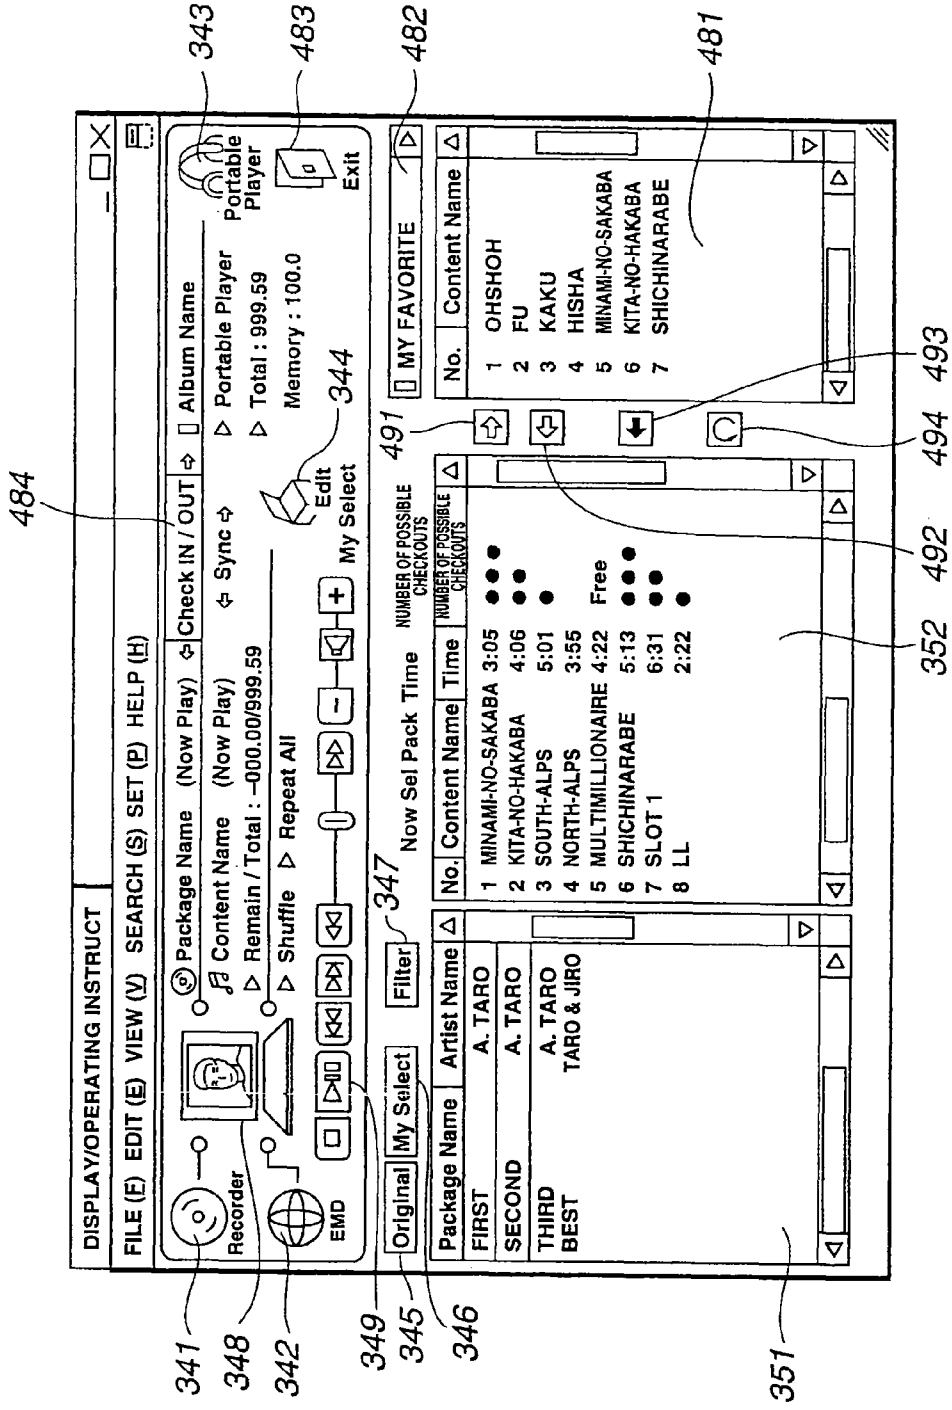 484
DISPLAY/OPERATING INSTRUCT
FILE (F) EDIT (E) VIEW (V) SEARCH (S) SET (P) HELP (H)
341
Recorder
348
342
EMD
349
Package Name (Now Play)
Content Name (Now Play)
Remain / Total : –000.00/999.59
Shuffle Repeat All
Check IN / OUT
Sync
Album Name
Portable Player
Total : 999.59
Memory : 100.0
343
Portable
Player
483
Exit
344
Edit
My Select
345
Original
346
My Select
347
Filter
Now Sel Pack Time
NUMBER OF POSSIBLE
CHECKOUTS
491
482
MY FAVORITE
Package Name Artist Name
FIRST A. TARO
SECOND A. TARO
THIRD A. TARO
BEST TARO & JIRO
351
No. Content Name Time NUMBER OF POSSIBLE
CHECKOUTS
1 MINAMI-NO-SAKABA 3:05
2 KITA-NO-HAKABA 4:06
3 SOUTH-ALPS 5:01
4 NORTH-ALPS 3:55
5 MULTIMILLIONAIRE 4:22 Free
6 SHICHINARABE 5:13
7 SLOT 1 6:31
8 LL 2:22
352
492
494
493
No. Content Name
1 OHSHOH
2 FU
3 KAKU
4 HISHA
5 MINAMI-NO-SAKABA
6 KITA-NO-HAKABA
7 SHICHINARABE
481